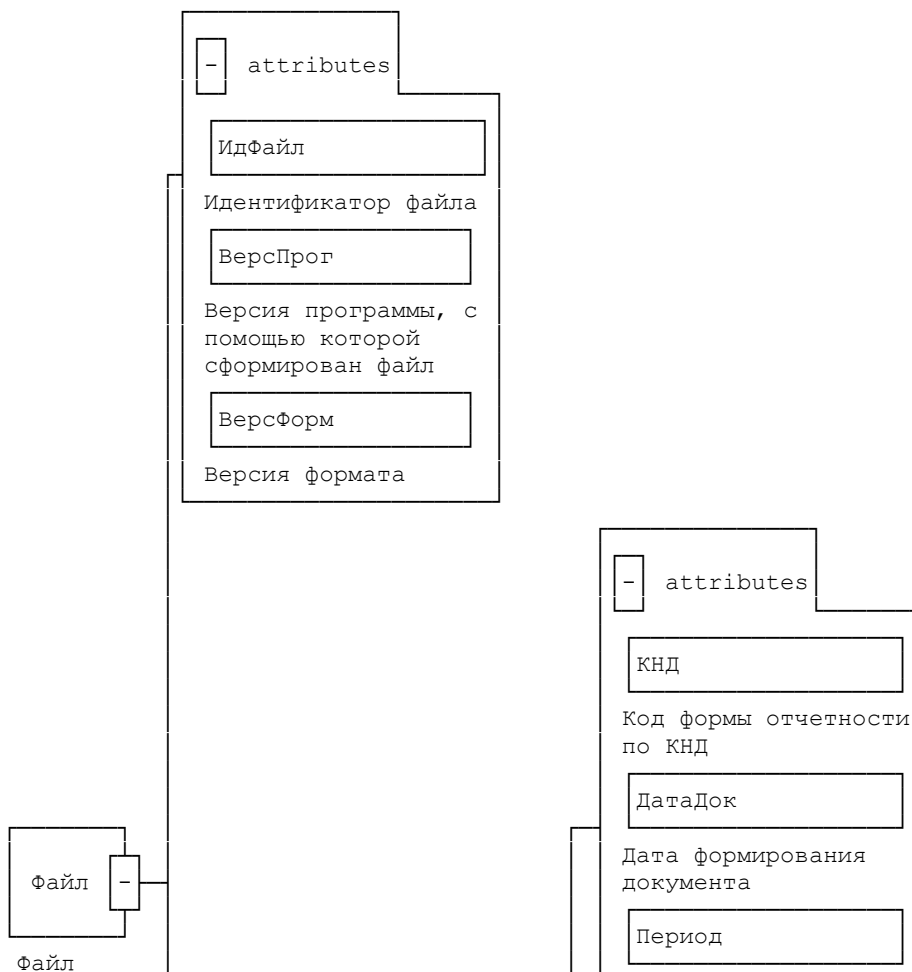 - attributes
ИдФайл
Идентификатор файла
ВерсПрог
Версия программы, с
помощью которой
сформирован файл
ВерсФорм
Версия формата
- attributes
КНД
Код формы отчетности
по КНД
ДатаДок
Дата формирования
документа
Период
Файл -
Файл